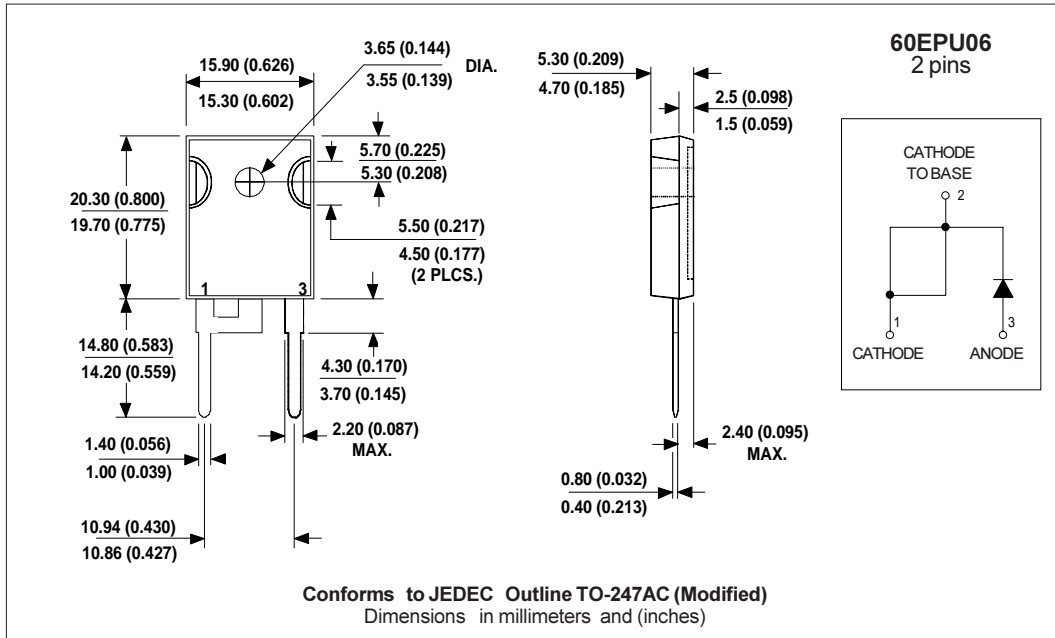 60EPU06
2 pins
3.65 (0.144)
3.55 (0.139)
DIA.
15.90 (0.626)
15.30 (0.602)
5.30 (0.209)
4.70 (0.185)
2.5 (0.098)
1.5 (0.059)
5.70 (0.225)
5.30 (0.208)
20.30 (0.800)
19.70 (0.775)
5.50 (0.217)
4.50 (0.177)
(2 PLCS.)
1 3
14.80 (0.583)
14.20 (0.559)
4.30 (0.170)
3.70 (0.145)
2.20 (0.087)
MAX.
1.40 (0.056)
1.00 (0.039)
10.94 (0.430)
10.86 (0.427)
2.40 (0.095)
MAX.
0.80 (0.032)
0.40 (0.213)
CATHODE
TO BASE
2
1
3
CATHODE
ANODE
Conforms to JEDEC Outline TO-247AC (Modified)
Dimensions in millimeters and (inches)